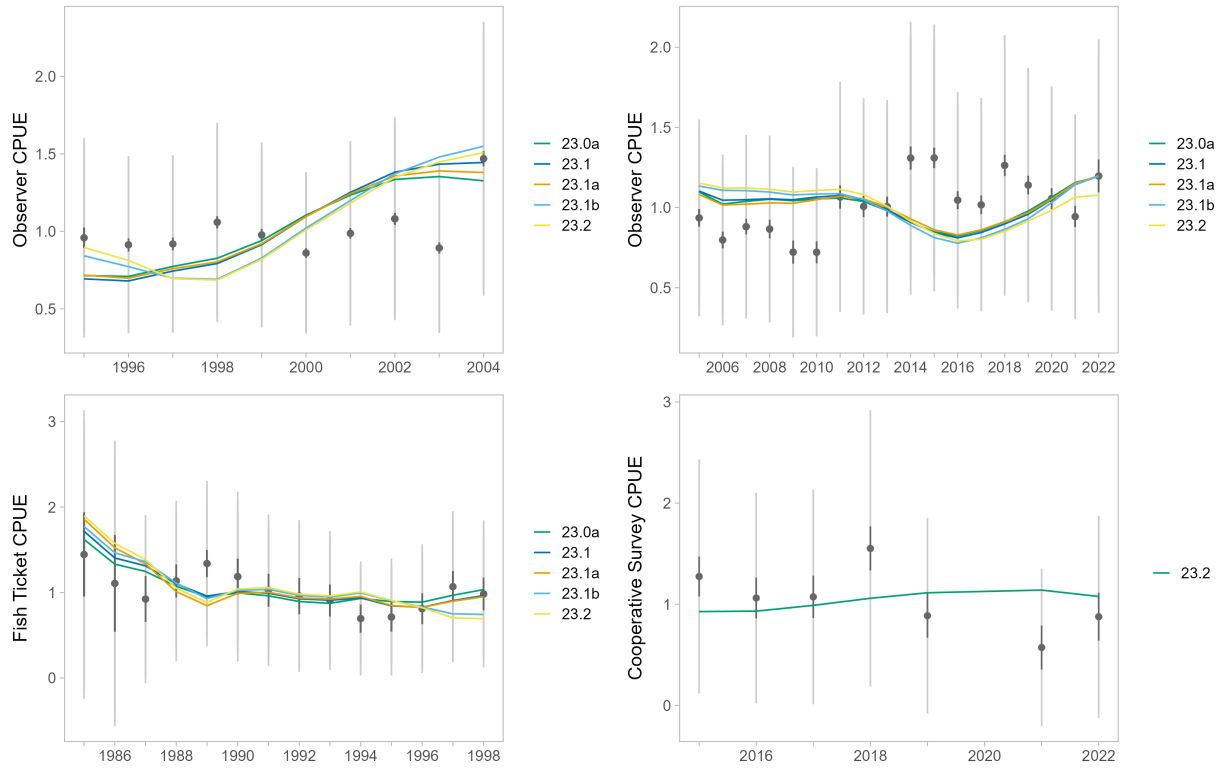 Observer CPUE
2.0
1.5
1.0
0.5
1996 1998 2000 2002 2004
23.0a
23.1
23.1a
23.1b
23.2
Observer CPUE
2.0
1.5
1.0
0.5
2006 2008 2010 2012 2014 2016 2018 2020 2022
23.0a
23.1
23.1a
23.1b
23.2
Fish Ticket CPUE
3
2
1
0
1986 1988 1990 1992 1994 1996 1998
23.0a
23.1
23.1a
23.1b
23.2
Cooperative Survey CPUE
3
2
1
0
2016 2018 2020 2022
23.2